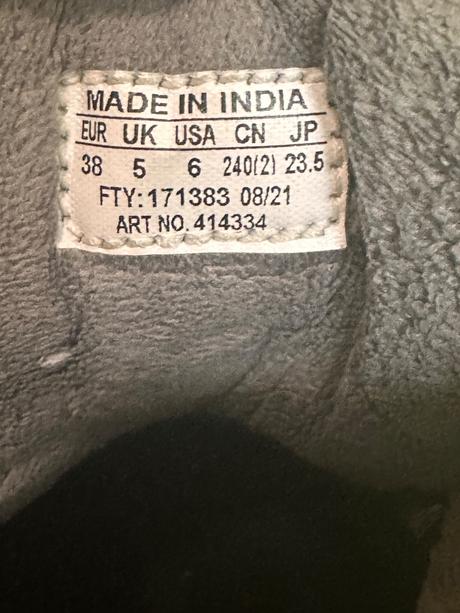 MADE IN INDIA
EUR UK USA CN JP
38 5 6 240(2) 23.5
FTY:171383 08/21
ART NO. 414334